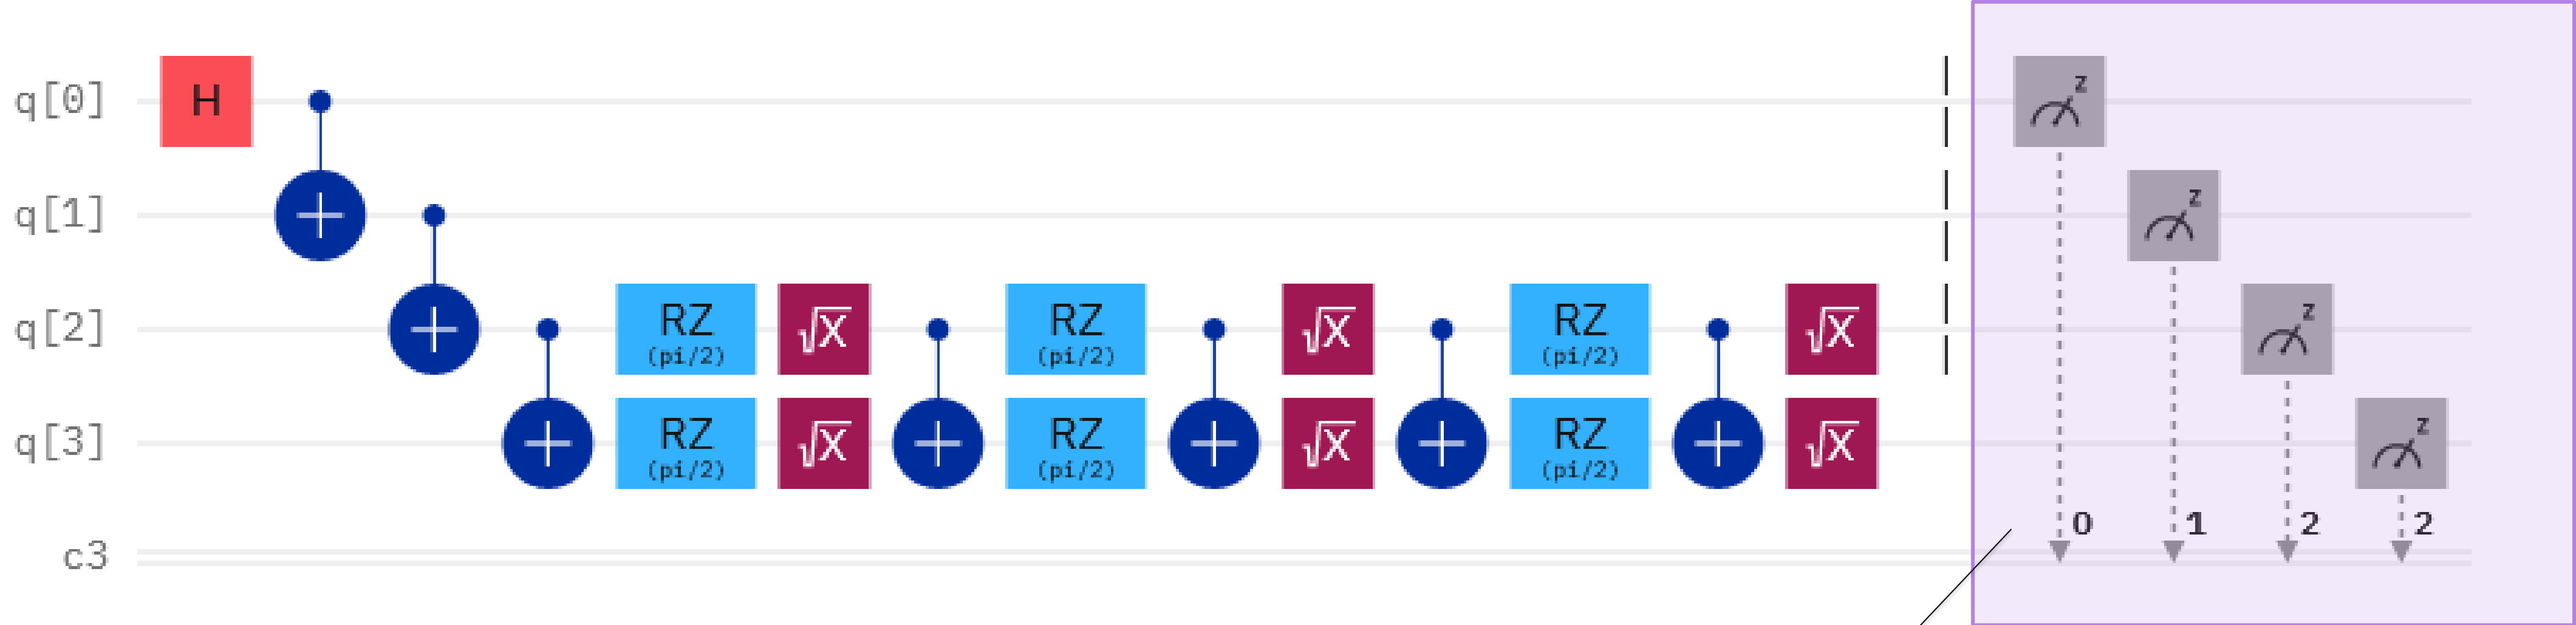 q[0] H z
q[1] z
q[2] RZ (pi/2) √X RZ (pi/2) √X RZ (pi/2) √X z
q[3] RZ (pi/2) √X RZ (pi/2) √X RZ (pi/2) √X z
c3 0 1 2 2